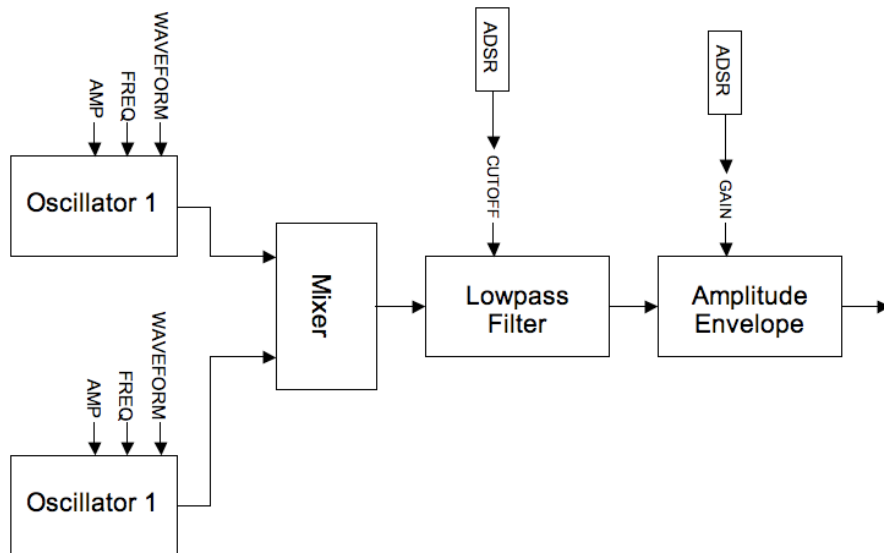 AMP
FREQ
WAVEFORM
Oscillator 1
AMP
FREQ
WAVEFORM
Oscillator 1
Mixer
ADSR
CUTOFF
Lowpass
Filter
ADSR
GAIN
Amplitude
Envelope